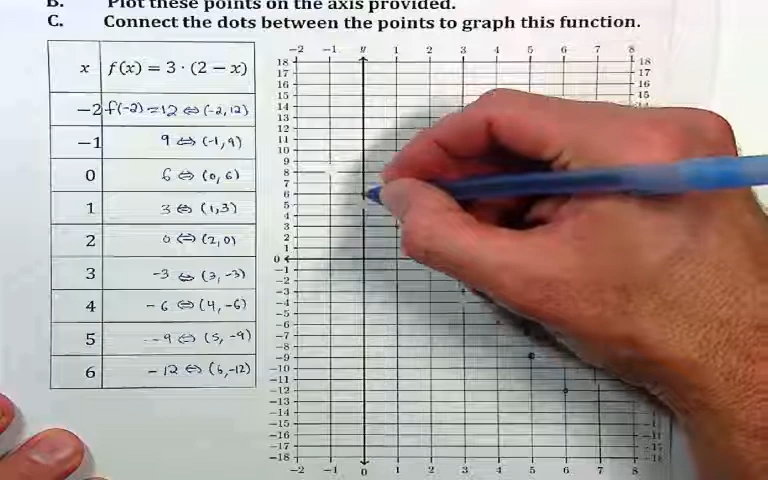 B. Plot these points on the axis provided.
C. Connect the dots between the points to graph this function.
x f(x) = 3 · (2 − x)
−2 f(-2) = 12 ⇔ (-2, 12)
−1 9 ⇔ (-1, 9)
0 6 ⇔ (0, 6)
1 3 ⇔ (1, 3)
2 0 ⇔ (2, 0)
3 -3 ⇔ (3, -3)
4 -6 ⇔ (4, -6)
5 -9 ⇔ (5, -9)
6 -12 ⇔ (6, -12)
−2 −1 y 1 2 3 4 5 6 7 8
18 18
17 17
16 16
15 15
14 14
13
12
11
10
9
8
7
6
5
4
3
2
1
0
−1
−2
−3
−4
−5
−6
−7
−8
−9
−10
−11
−12
−13
−14
−15
−16
−17
−18
−2 −1 0 1 2 3 4 5 6 7 8